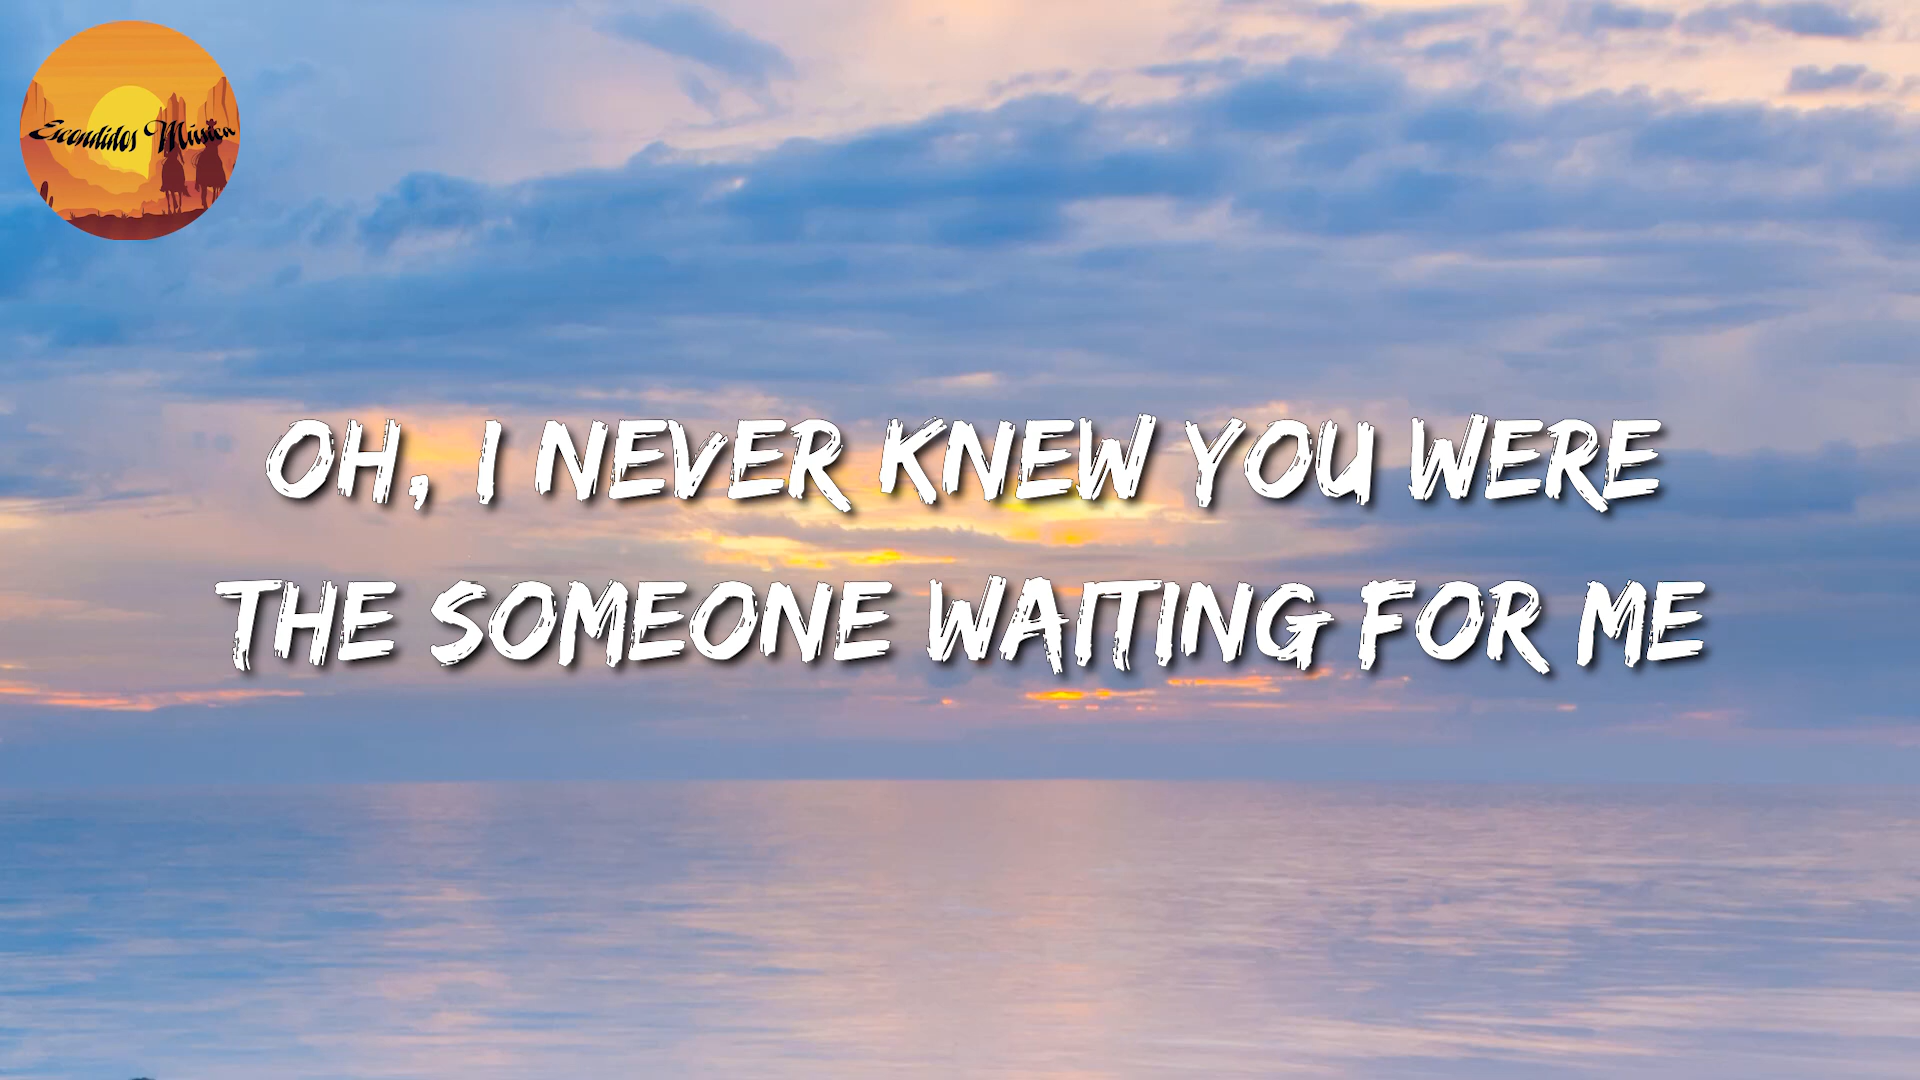 Escondidos Música
OH, I NEVER KNEW YOU WERE
THE SOMEONE WAITING FOR ME